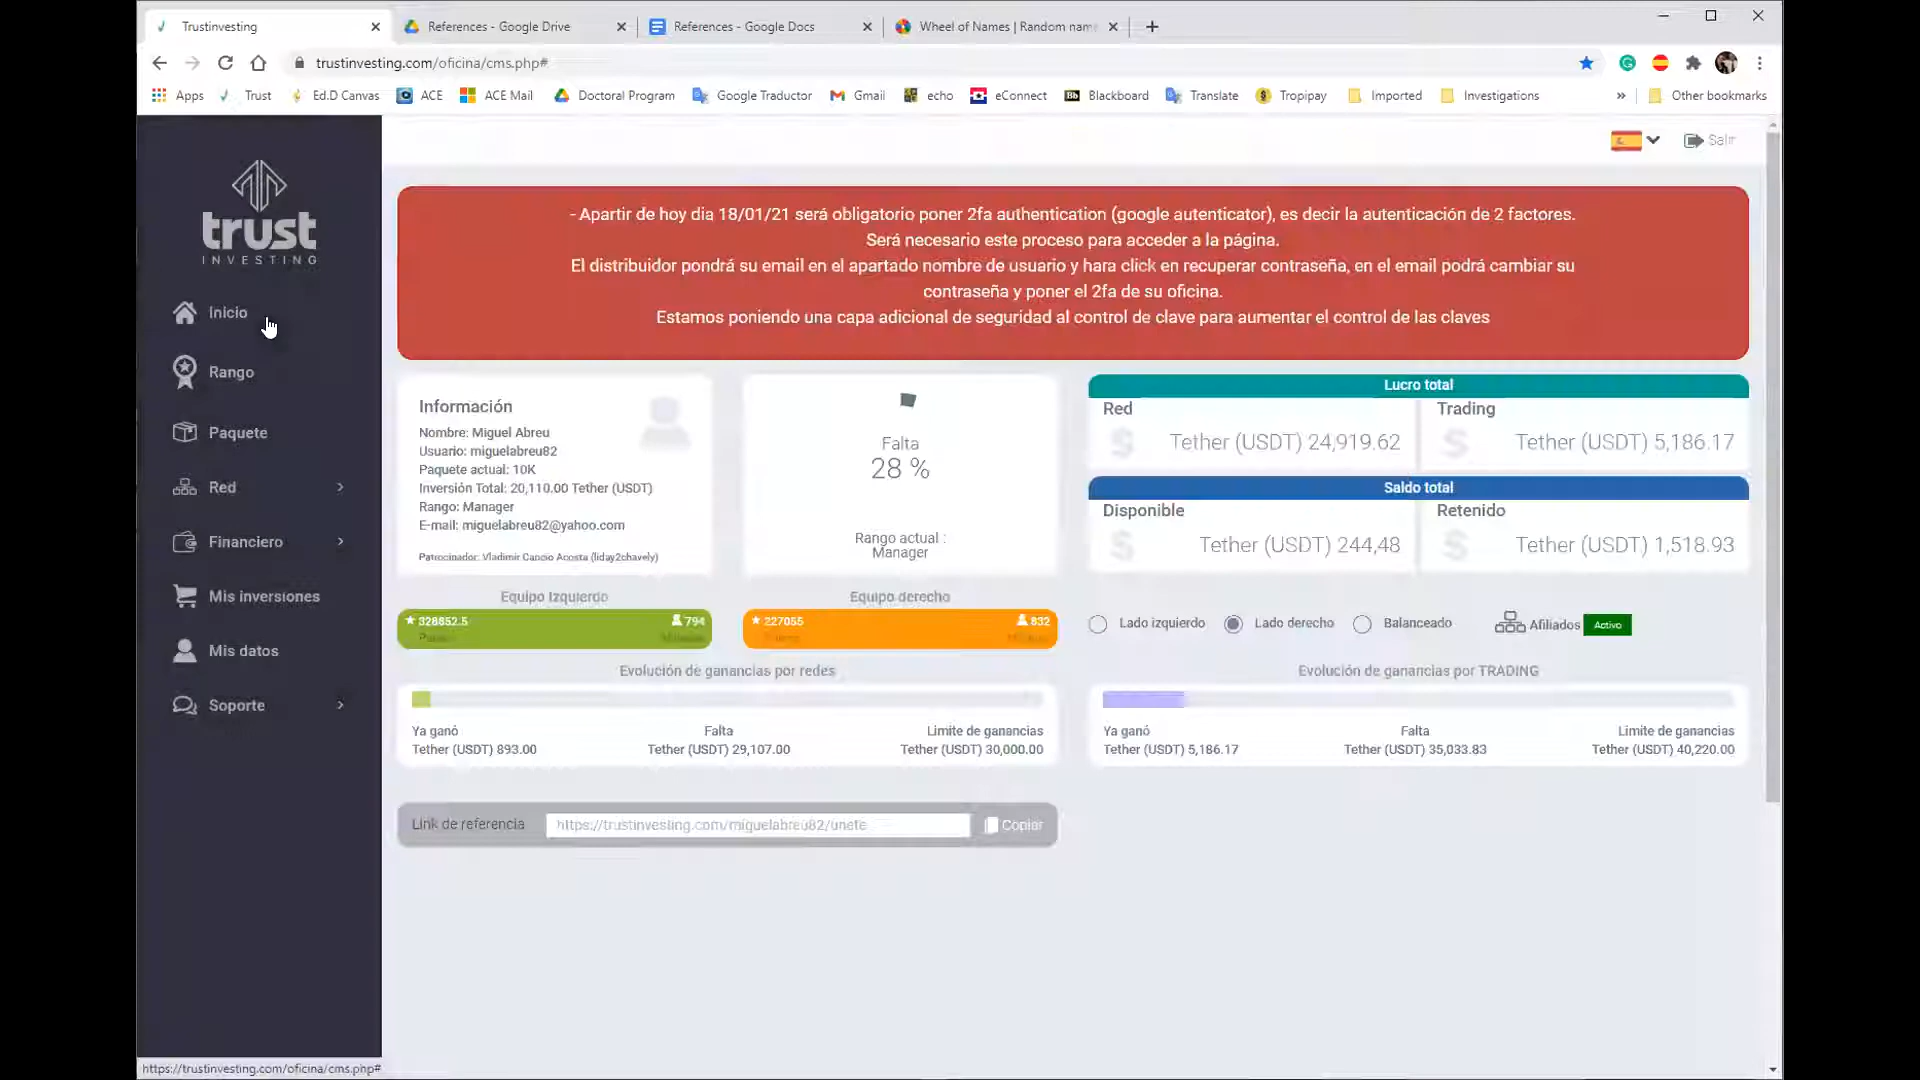 Trustinvesting
References - Google Drive
References - Google Docs
Wheel of Names | Random name
trustinvesting.com/oficina/cms.php#
Apps
Trust
Ed.D Canvas
ACE
ACE Mail
Doctoral Program
Google Traductor
Gmail
echo
eConnect
Blackboard
Translate
Tropipay
Imported
Investigations
»
Other bookmarks
Salir
trust
INVESTING
Inicio
Rango
Paquete
Red
Financiero
Mis inversiones
Mis datos
Soporte
- Apartir de hoy dia 18/01/21 será obligatorio poner 2fa authentication (google autenticator), es decir la autenticación de 2 factores.
Será necesario este proceso para acceder a la página.
El distribuidor pondrá su email en el apartado nombre de usuario y hara click en recuperar contraseña, en el email podrá cambiar su
contraseña y poner el 2fa de su oficina.
Estamos poniendo una capa adicional de seguridad al control de clave para aumentar el control de las claves
Información
Nombre: Miguel Abreu
Usuario: miguelabreu82
Paquete actual: 10K
Inversión Total: 20,110.00 Tether (USDT)
Rango: Manager
E-mail: miguelabreu82@yahoo.com
Patrocinador: Vladimir Cancio Acosta (liday2chavely)
Falta
28 %
Rango actual :
Manager
Lucro total
Red
Tether (USDT) 24,919.62
Trading
Tether (USDT) 5,186.17
Saldo total
Disponible
Tether (USDT) 244,48
Retenido
Tether (USDT) 1,518.93
Equipo Izquierdo
328852.5
794
Equipo derecho
227055
832
Lado izquierdo
Lado derecho
Balanceado
Afiliados
Activo
Evolución de ganancias por redes
Ya ganó
Tether (USDT) 893.00
Falta
Tether (USDT) 29,107.00
Limite de ganancias
Tether (USDT) 30,000.00
Evolución de ganancias por TRADING
Ya ganó
Tether (USDT) 5,186.17
Falta
Tether (USDT) 35,033.83
Limite de ganancias
Tether (USDT) 40,220.00
Link de referencia
https://trustinvesting.com/miguelabreu82/unete
Copiar
https://trustinvesting.com/oficina/cms.php#